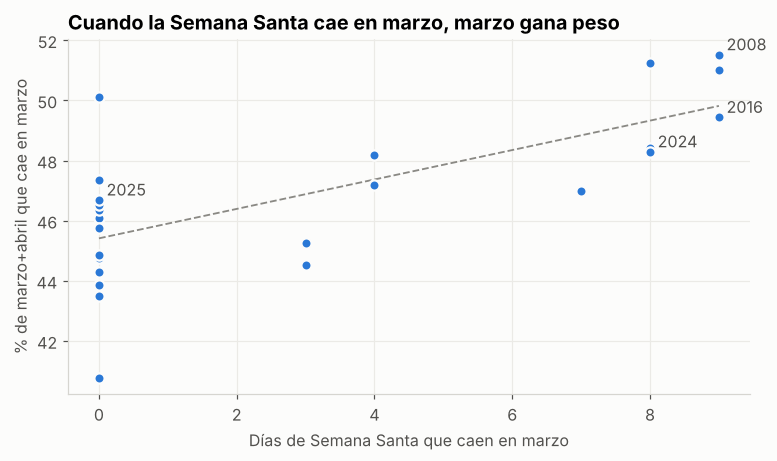 Cuando la Semana Santa cae en marzo, marzo gana peso
% de marzo+abril que cae en marzo
52
50
48
46
44
42
2008
2016
2024
2025
0 2 4 6 8
Días de Semana Santa que caen en marzo